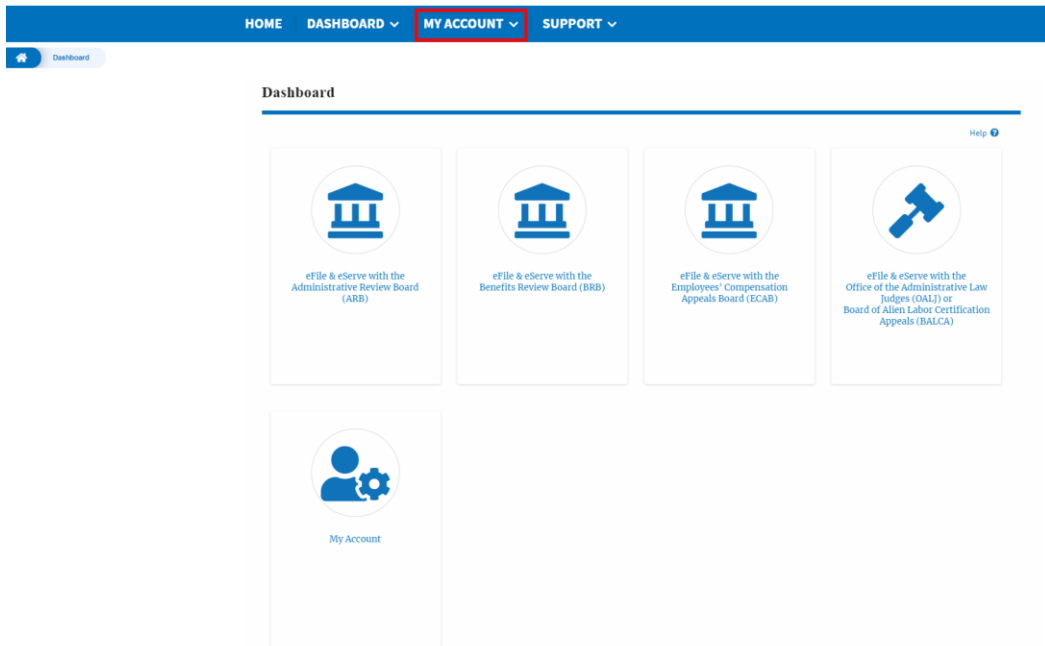 HOME DASHBOARD MY ACCOUNT SUPPORT
Dashboard
Dashboard
Help
eFile & eServe with the
Administrative Review Board
(ARB)
eFile & eServe with the
Benefits Review Board (BRB)
eFile & eServe with the
Employees' Compensation
Appeals Board (ECAB)
eFile & eServe with the
Office of the Administrative Law
Judges (OALJ) or
Board of Alien Labor Certification
Appeals (BALCA)
My Account